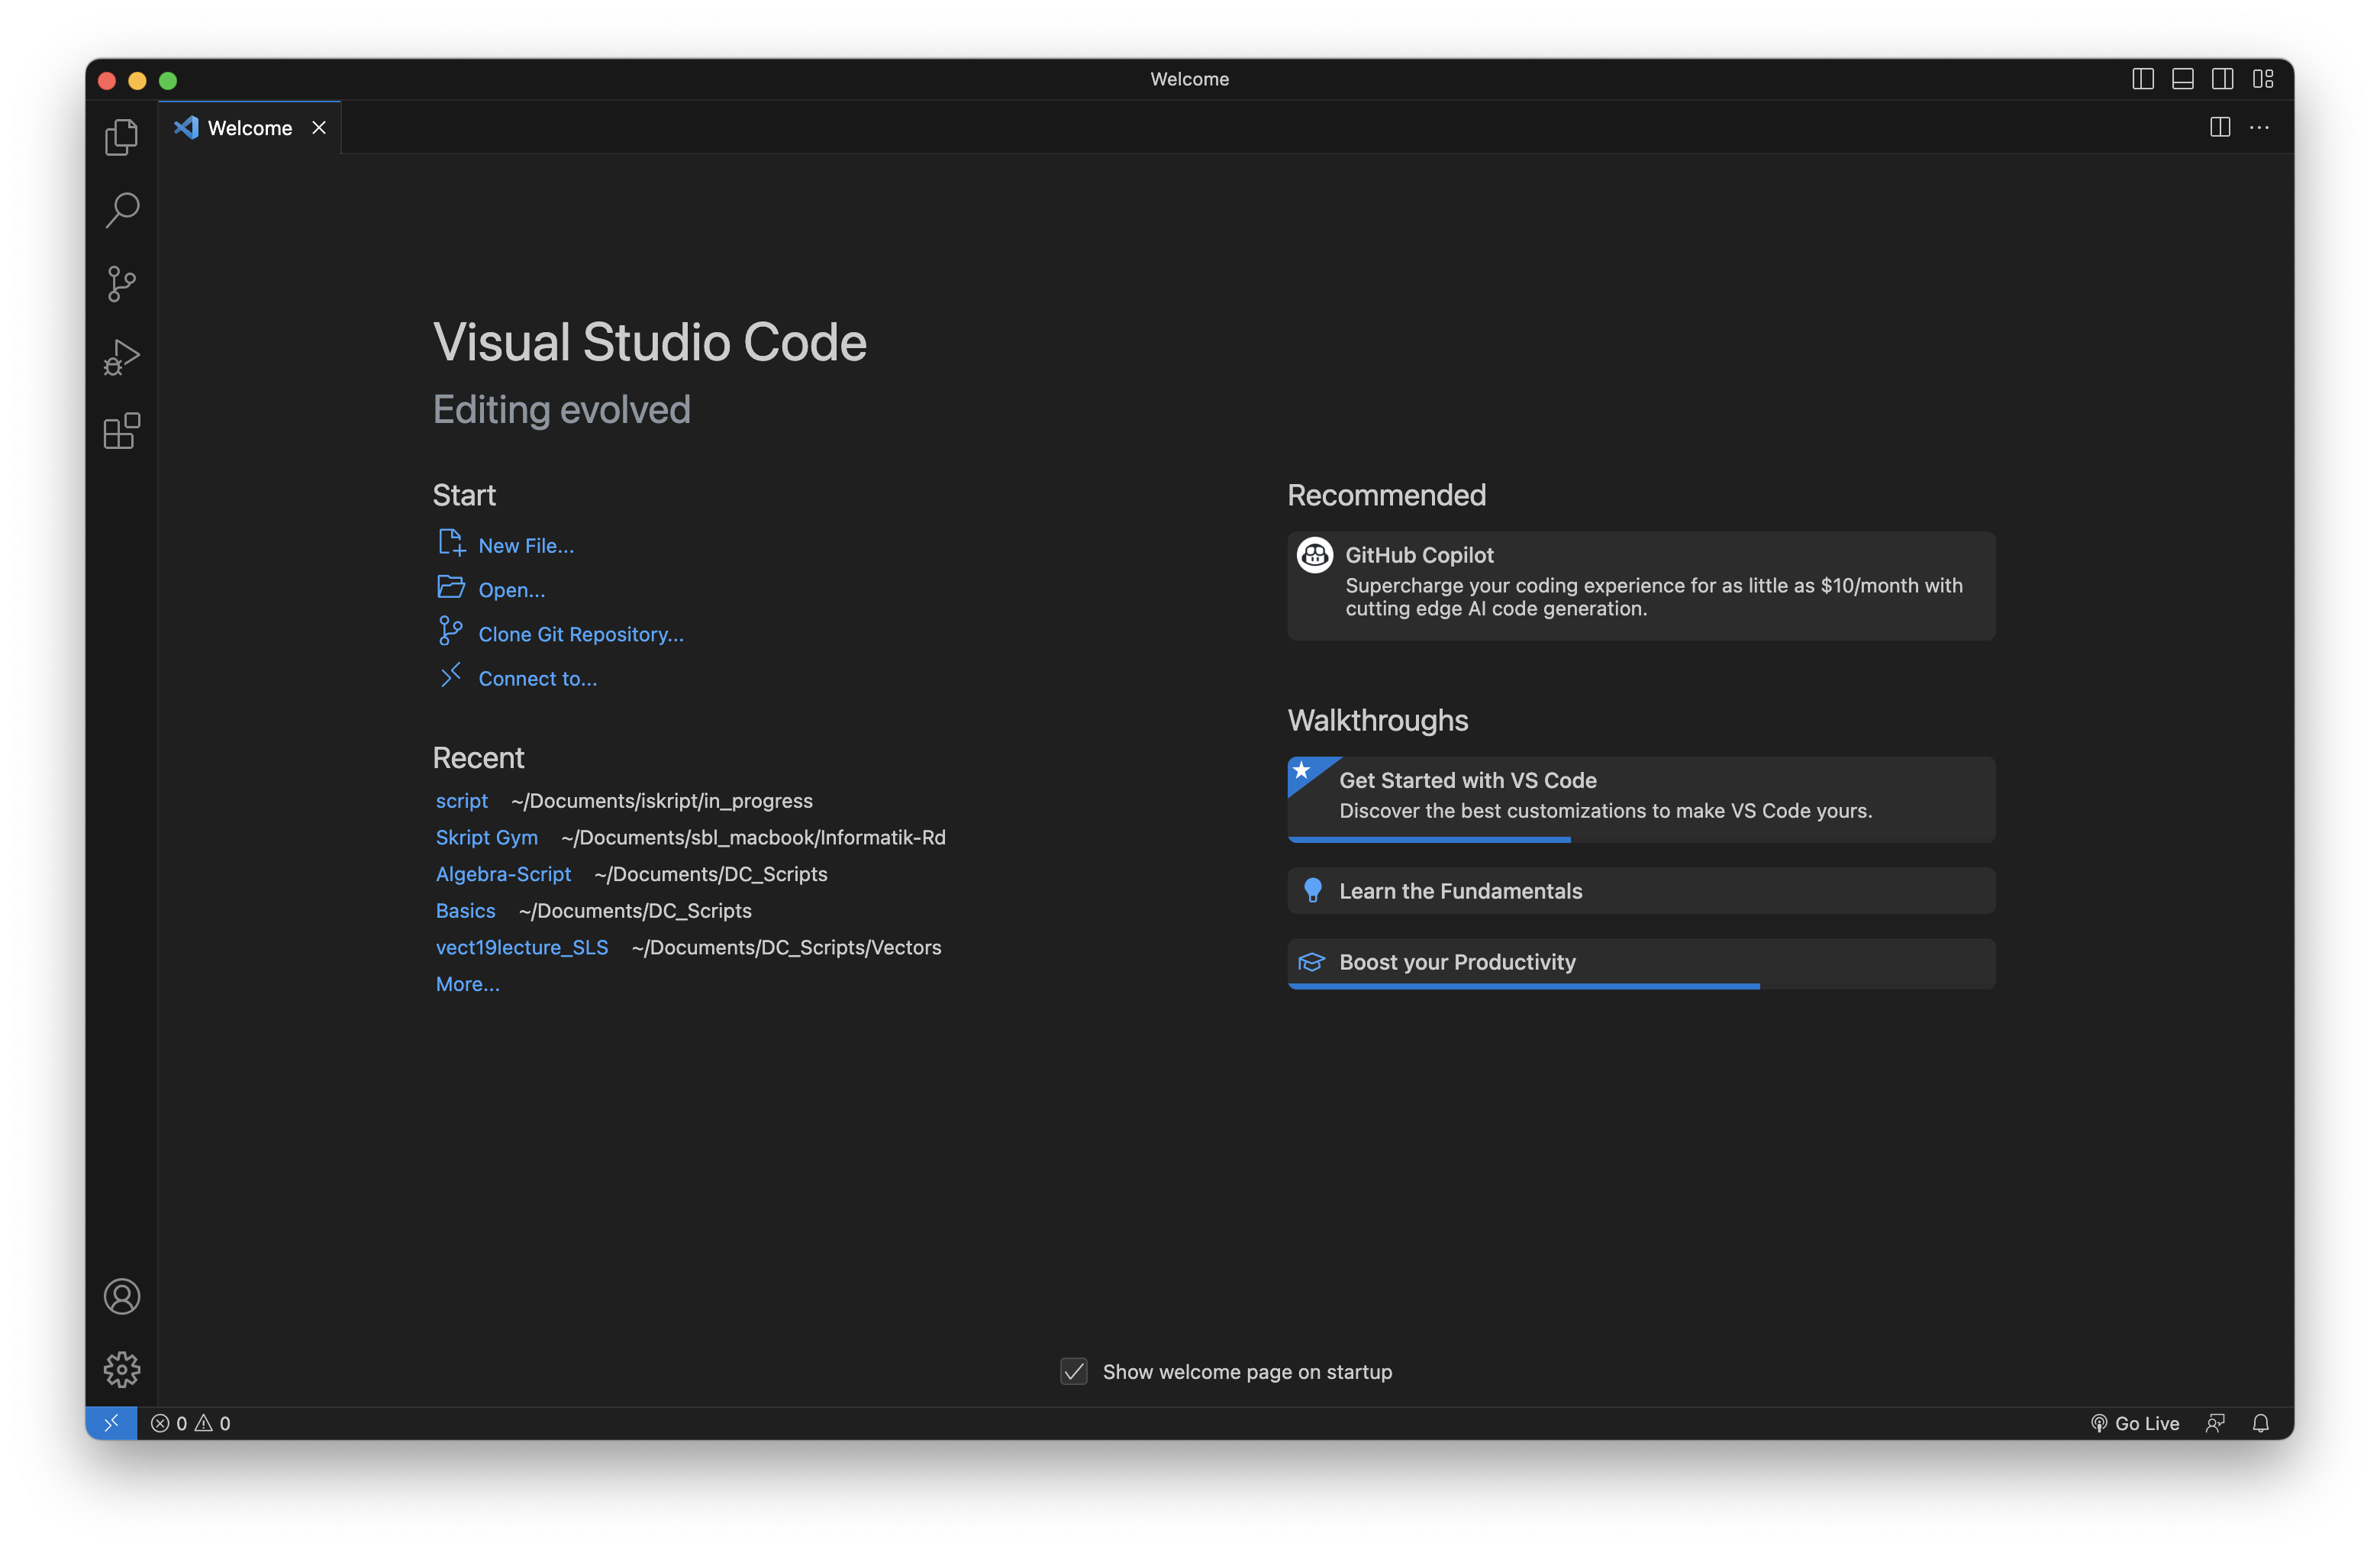 Welcome
Welcome
Visual Studio Code
Editing evolved
Start
New File...
Open...
Clone Git Repository...
Connect to...
Recent
script ~/Documents/iskript/in_progress
Skript Gym ~/Documents/sbl_macbook/Informatik-Rd
Algebra-Script ~/Documents/DC_Scripts
Basics ~/Documents/DC_Scripts
vect19lecture_SLS ~/Documents/DC_Scripts/Vectors
More...
Recommended
GitHub Copilot
Supercharge your coding experience for as little as $10/month with
cutting edge AI code generation.
Walkthroughs
Get Started with VS Code
Discover the best customizations to make VS Code yours.
Learn the Fundamentals
Boost your Productivity
Show welcome page on startup
0 0
Go Live